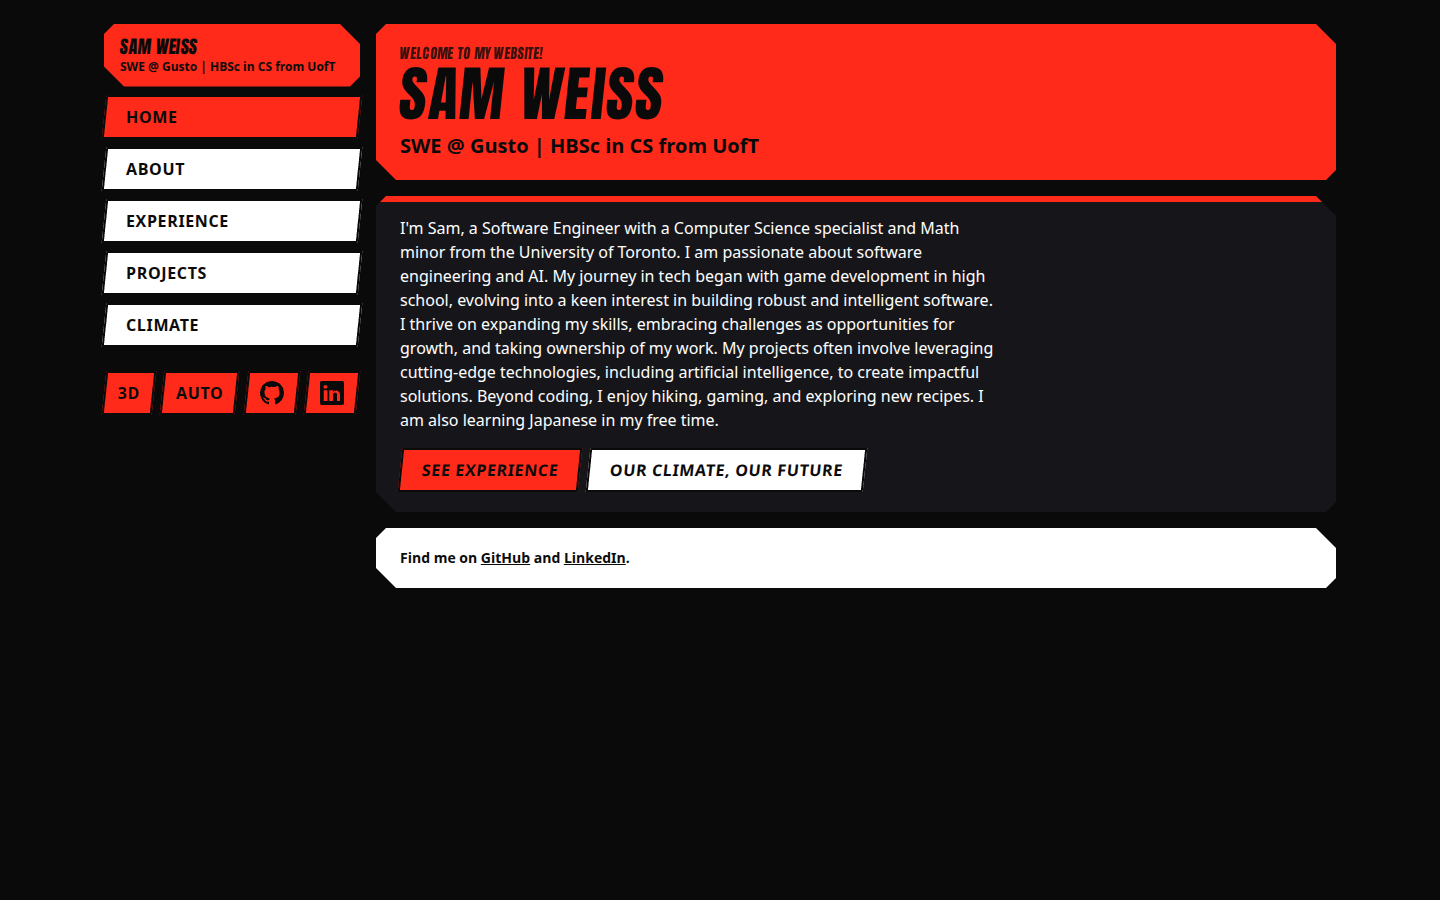 SAM WEISS
SWE @ Gusto | HBSc in CS from UofT
HOME
ABOUT
EXPERIENCE
PROJECTS
CLIMATE
3D
AUTO
in
WELCOME TO MY WEBSITE!
SAM WEISS
SWE @ Gusto | HBSc in CS from UofT
I'm Sam, a Software Engineer with a Computer Science specialist and Math
minor from the University of Toronto. I am passionate about software
engineering and AI. My journey in tech began with game development in high
school, evolving into a keen interest in building robust and intelligent software.
I thrive on expanding my skills, embracing challenges as opportunities for
growth, and taking ownership of my work. My projects often involve leveraging
cutting-edge technologies, including artificial intelligence, to create impactful
solutions. Beyond coding, I enjoy hiking, gaming, and exploring new recipes. I
am also learning Japanese in my free time.
SEE EXPERIENCE
OUR CLIMATE, OUR FUTURE
Find me on GitHub and LinkedIn.